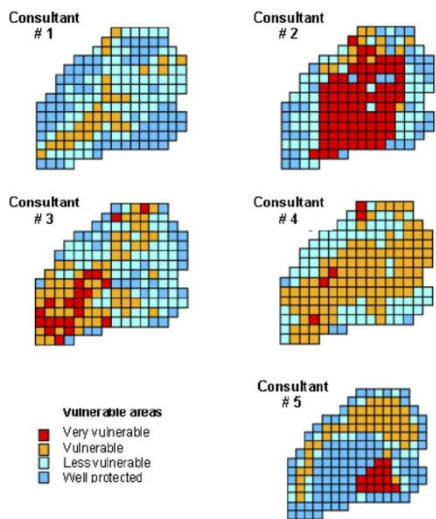 Consultant
# 1
Consultant
# 2
Consultant
# 3
Consultant
# 4
Consultant
# 5
Vulnerable areas
Very vulnerable
Vulnerable
Less vulnerable
Well protected